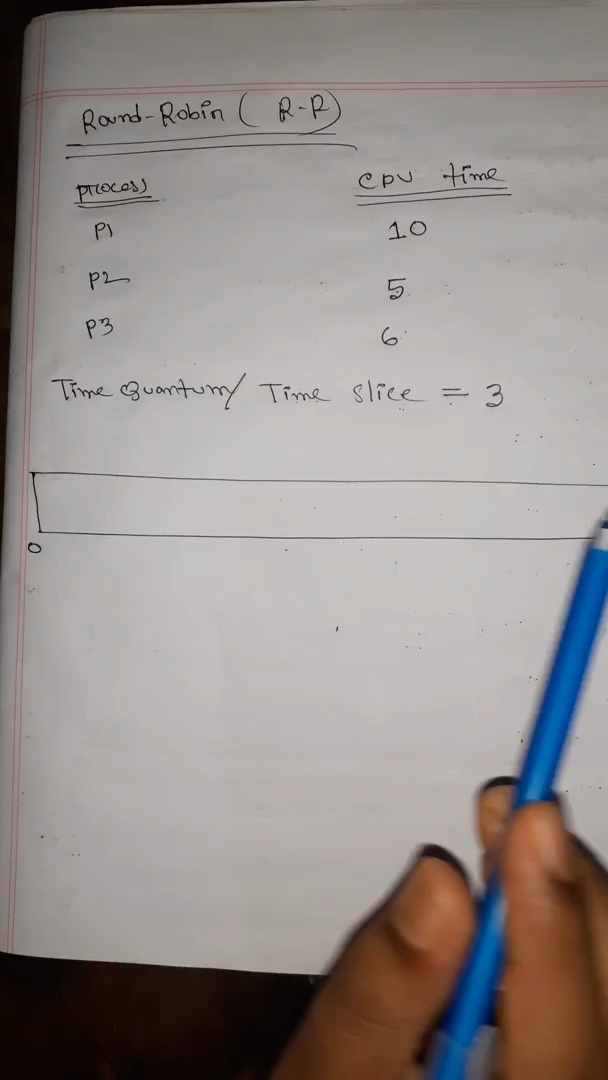 Round-Robin ( R-R)
process CPU time
P1 10
P2 5
P3 6
Time Quantum/ Time slice = 3
0